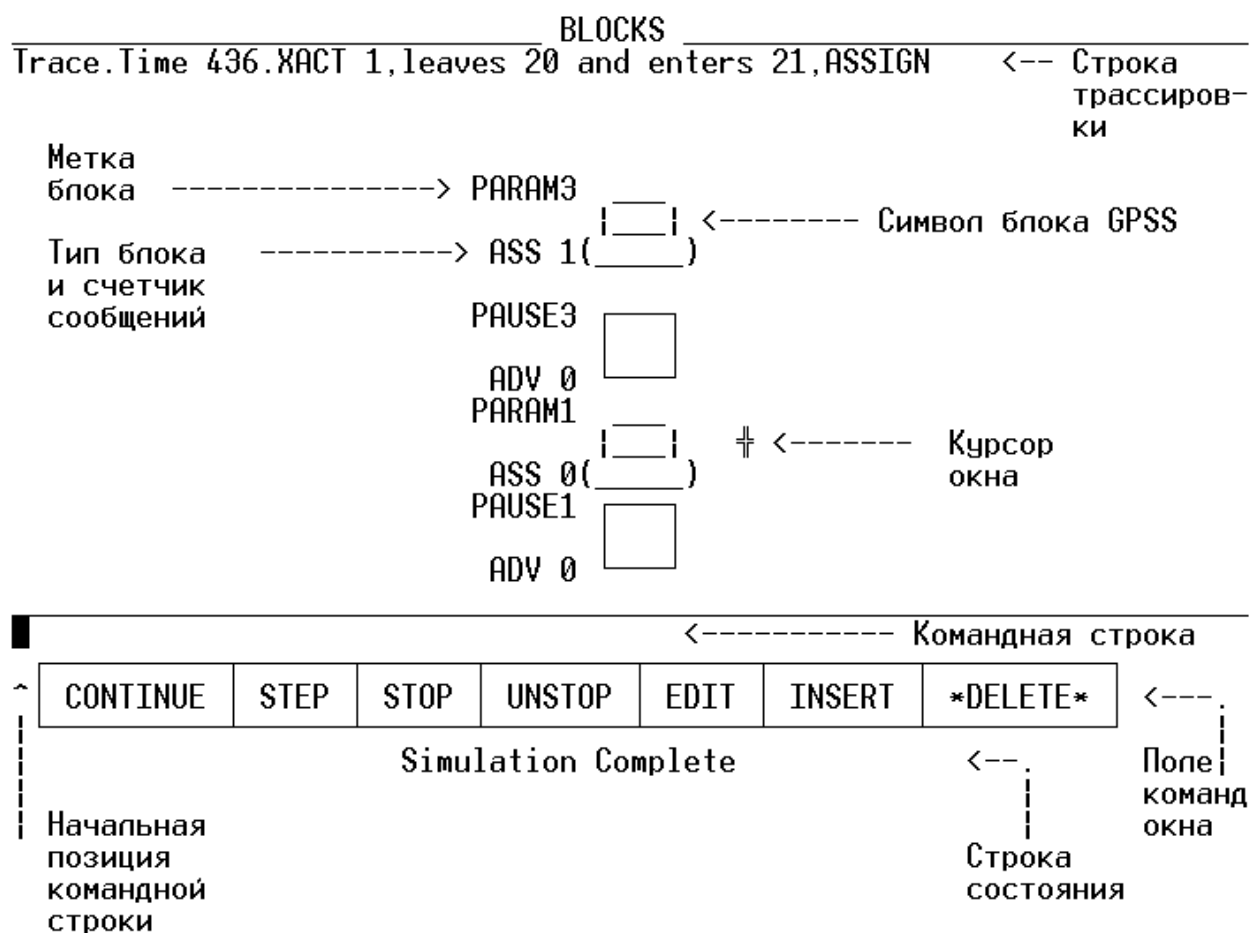 BLOCKS
Trace.Time 436.XACT 1,leaves 20 and enters 21,ASSIGN <-- Строка
трассиров-
ки
Метка
блока ---------------> PARAM3
<-------- Символ блока GPSS
Тип блока ------------> ASS 1(_____)
и счетчик
сообщений PAUSE3
ADV 0
PARAM1
<------- Курсор
ASS 0(_____) окна
PAUSE1
ADV 0
<----------- Командная строка
^ CONTINUE STEP STOP UNSTOP EDIT INSERT *DELETE* <---.
Simulation Complete <--. Поле
команд
Начальная окна
позиция Строка
командной состояния
строки